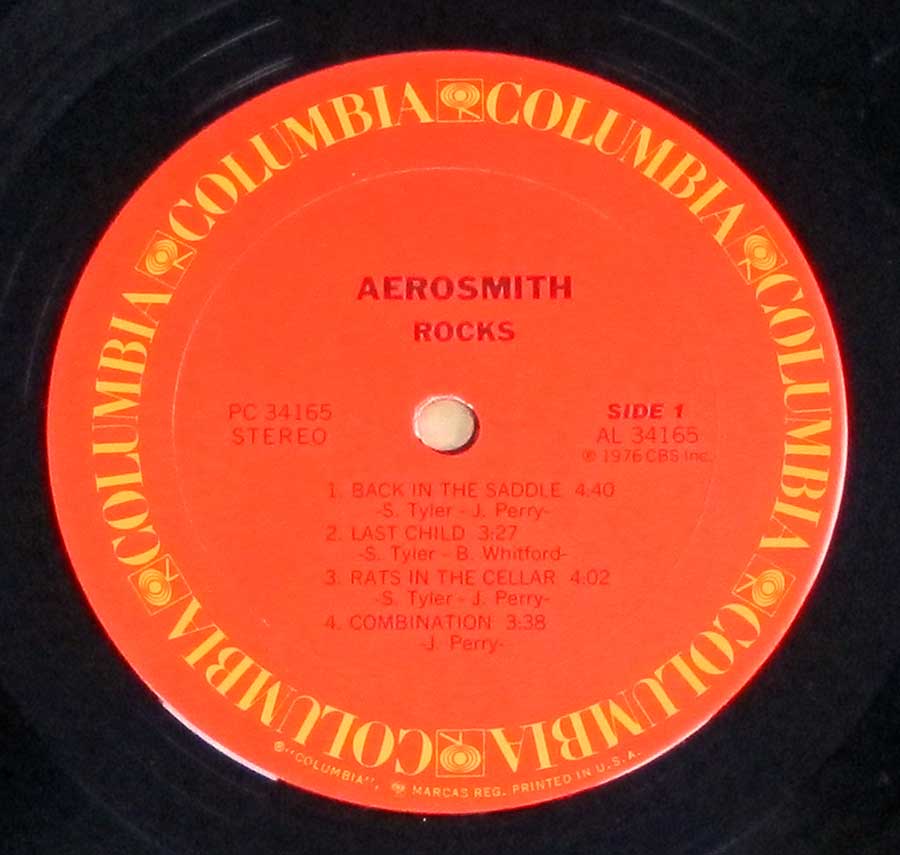 COLUMBIA COLUMBIA COLUMBIA COLUMBIA COLUMBIA COLUMBIA
AEROSMITH
ROCKS
PC 34165
STEREO
SIDE 1
AL 34165
℗ 1976 CBS Inc.
1. BACK IN THE SADDLE 4:40
-S. Tyler - J. Perry-
2. LAST CHILD 3:27
-S. Tyler - B. Whitford-
3. RATS IN THE CELLAR 4:02
-S. Tyler - J. Perry-
4. COMBINATION 3:38
-J. Perry-
®"COLUMBIA", MARCAS REG. PRINTED IN U.S.A.